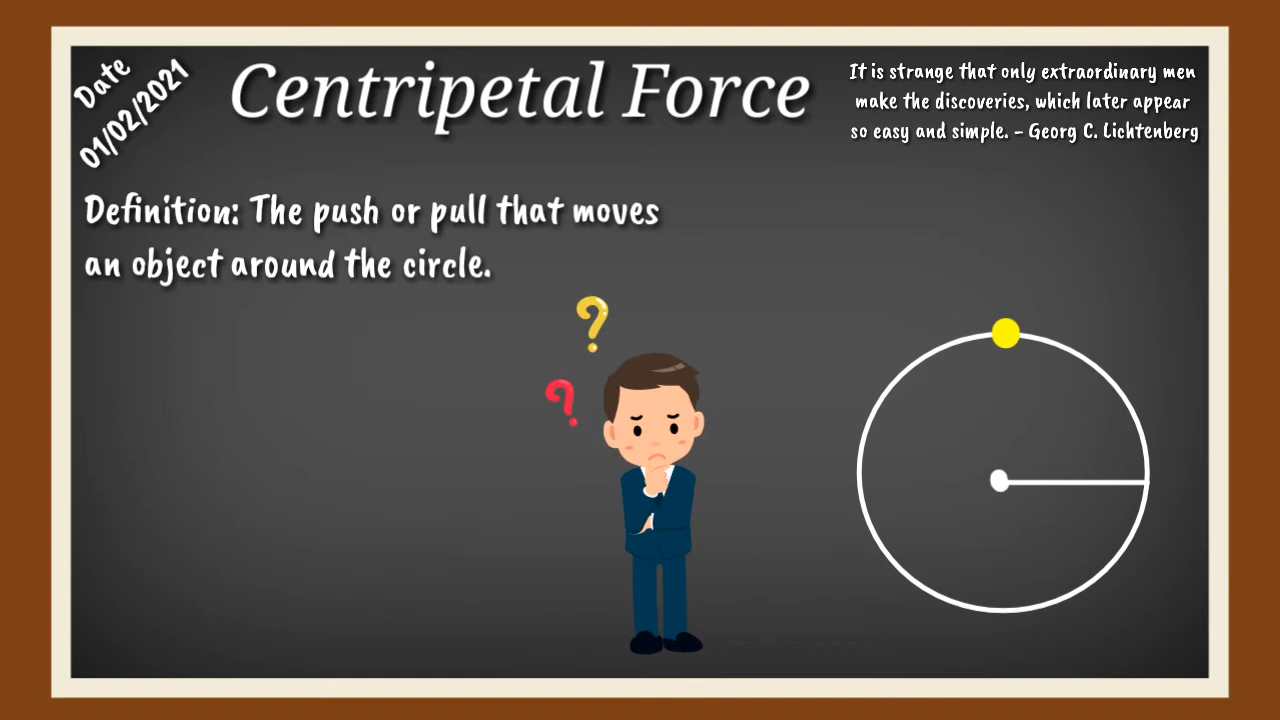 Date
01/02/2021
Centripetal Force
It is strange that only extraordinary men
make the discoveries, which later appear
so easy and simple. - Georg C. Lichtenberg
Definition: The push or pull that moves
an object around the circle.
?
?